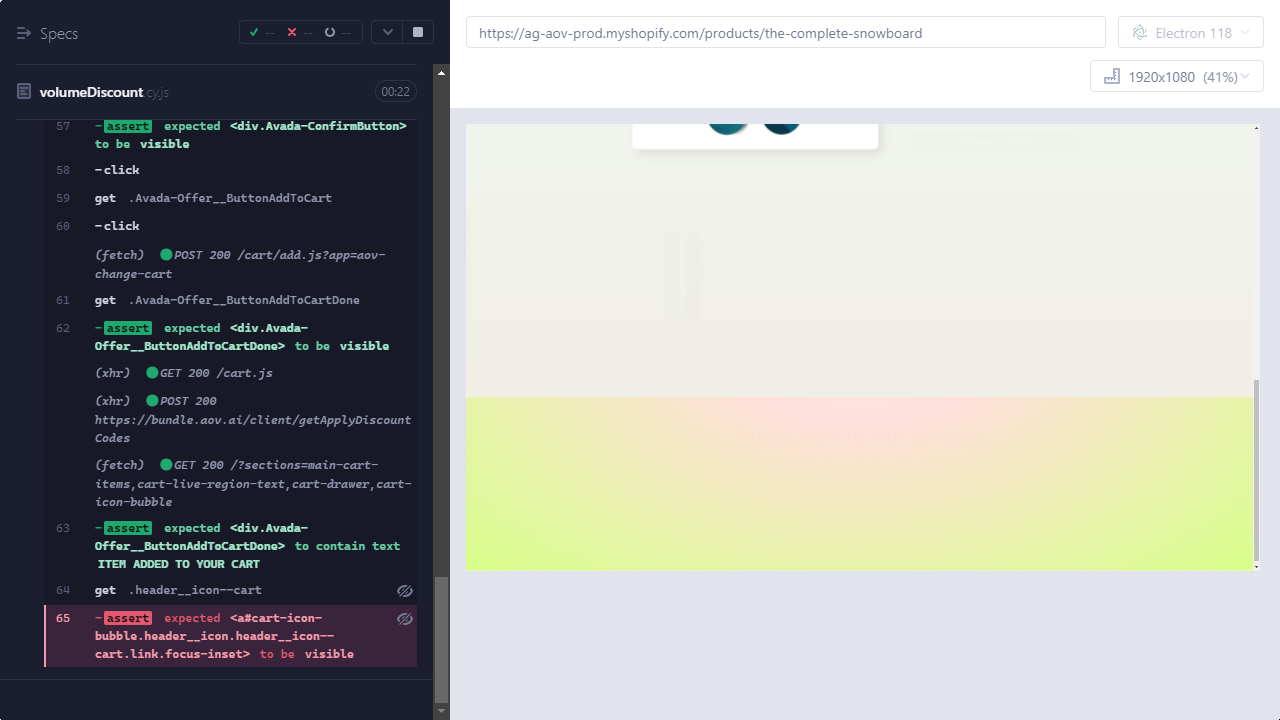 Specs
--
--
--
https://ag-aov-prod.myshopify.com/products/the-complete-snowboard
Electron 118
1920x1080 (41%)
volumeDiscount.cy.js
00:22
57 -assert expected <div.Avada-ConfirmButton>
to be visible
58 -click
59 get .Avada-Offer__ButtonAddToCart
60 -click
(fetch) POST 200 /cart/add.js?app=aov-
change-cart
61 get .Avada-Offer__ButtonAddToCartDone
62 -assert expected <div.Avada-
Offer__ButtonAddToCartDone> to be visible
(xhr) GET 200 /cart.js
(xhr) POST 200
https://bundle.aov.ai/client/getApplyDiscount
Codes
(fetch) GET 200 /?sections=main-cart-
items,cart-live-region-text,cart-drawer,cart-
icon-bubble
63 -assert expected <div.Avada-
Offer__ButtonAddToCartDone> to contain text
ITEM ADDED TO YOUR CART
64 get .header__icon--cart
65 -assert expected <a#cart-icon-
bubble.header__icon.header__icon--
cart.link.focus-inset> to be visible